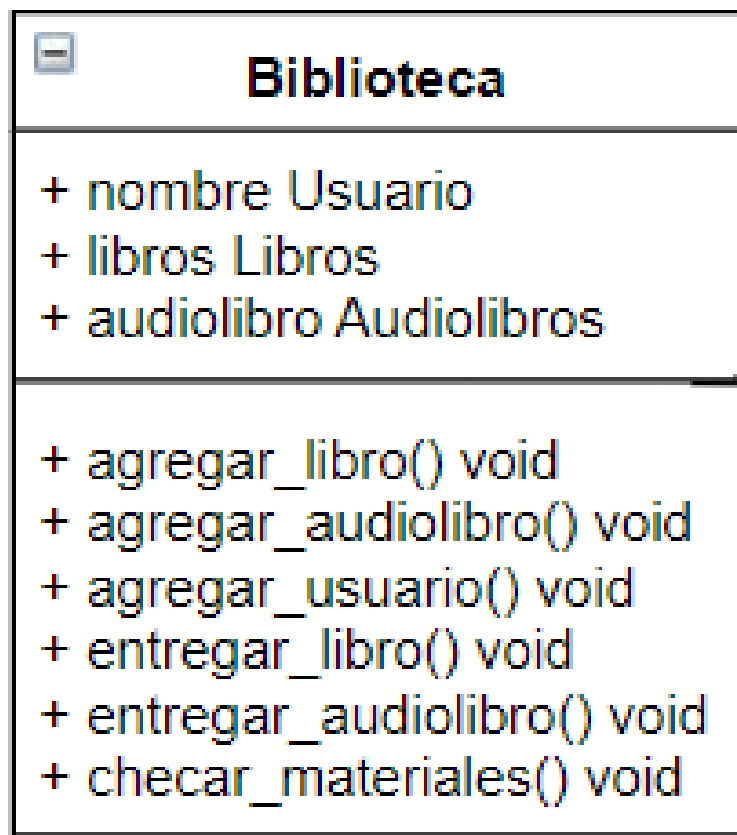 Biblioteca
+ nombre Usuario
+ libros Libros
+ audiolibro Audiolibros
+ agregar_libro() void
+ agregar_audiolibro() void
+ agregar_usuario() void
+ entregar_libro() void
+ entregar_audiolibro() void
+ checar_materiales() void